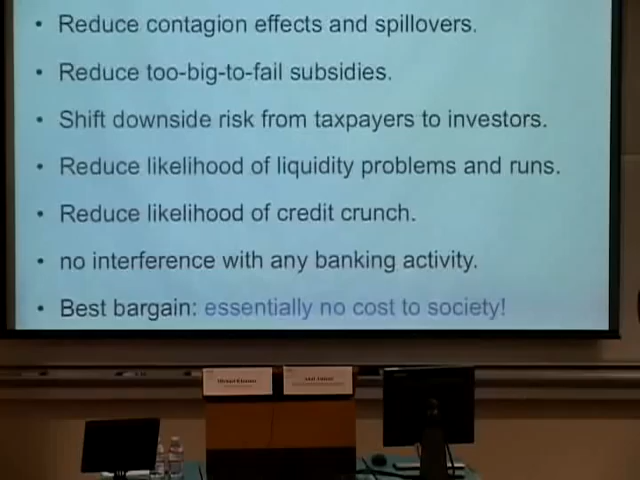 • Reduce contagion effects and spillovers.
• Reduce too-big-to-fail subsidies.
• Shift downside risk from taxpayers to investors.
• Reduce likelihood of liquidity problems and runs.
• Reduce likelihood of credit crunch.
• no interference with any banking activity.
• Best bargain: essentially no cost to society!